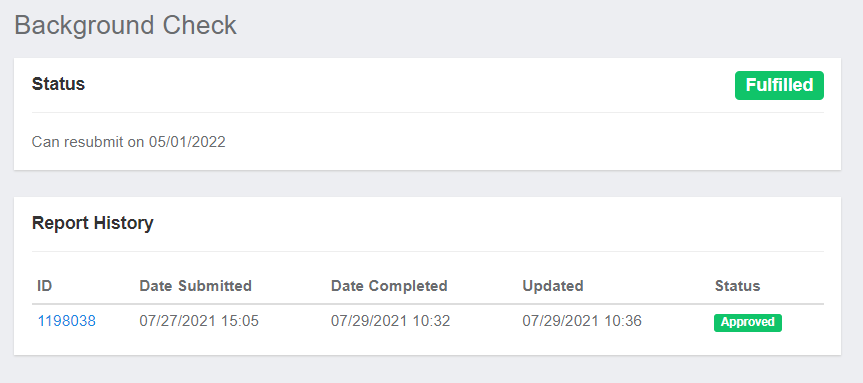 Background Check
Status Fulfilled
Can resubmit on 05/01/2022
Report History
ID Date Submitted Date Completed Updated Status
1198038 07/27/2021 15:05 07/29/2021 10:32 07/29/2021 10:36 Approved